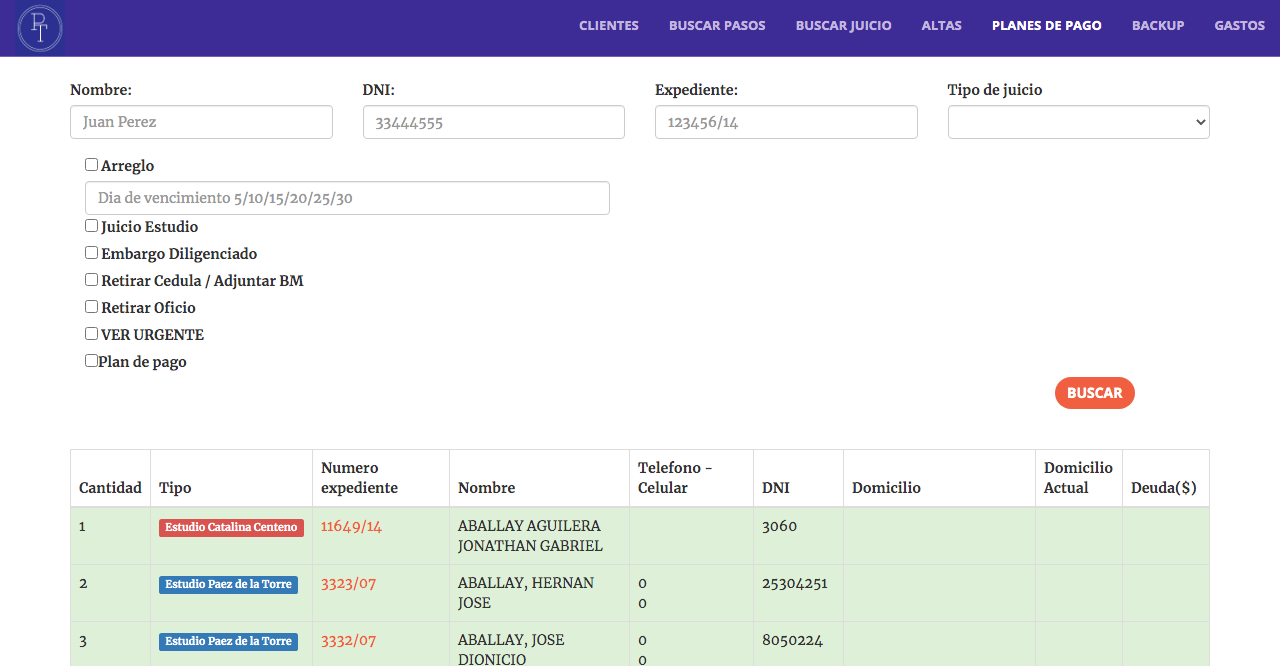 PT
CLIENTES BUSCAR PASOS BUSCAR JUICIO ALTAS PLANES DE PAGO BACKUP GASTOS
Nombre: DNI: Expediente: Tipo de juicio
Juan Perez 33444555 123456/14
Arreglo
Dia de vencimiento 5/10/15/20/25/30
Juicio Estudio
Embargo Diligenciado
Retirar Cedula / Adjuntar BM
Retirar Oficio
VER URGENTE
Plan de pago
BUSCAR
Cantidad Tipo Numero expediente Nombre Telefono - Celular DNI Domicilio Domicilio Actual Deuda($)
1 Estudio Catalina Centeno 11649/14 ABALLAY AGUILERA 3060
JONATHAN GABRIEL
2 Estudio Paez de la Torre 3323/07 ABALLAY, HERNAN 0 25304251
JOSE 0
3 Estudio Paez de la Torre 3332/07 ABALLAY, JOSE 0 8050224
DIONICIO 0